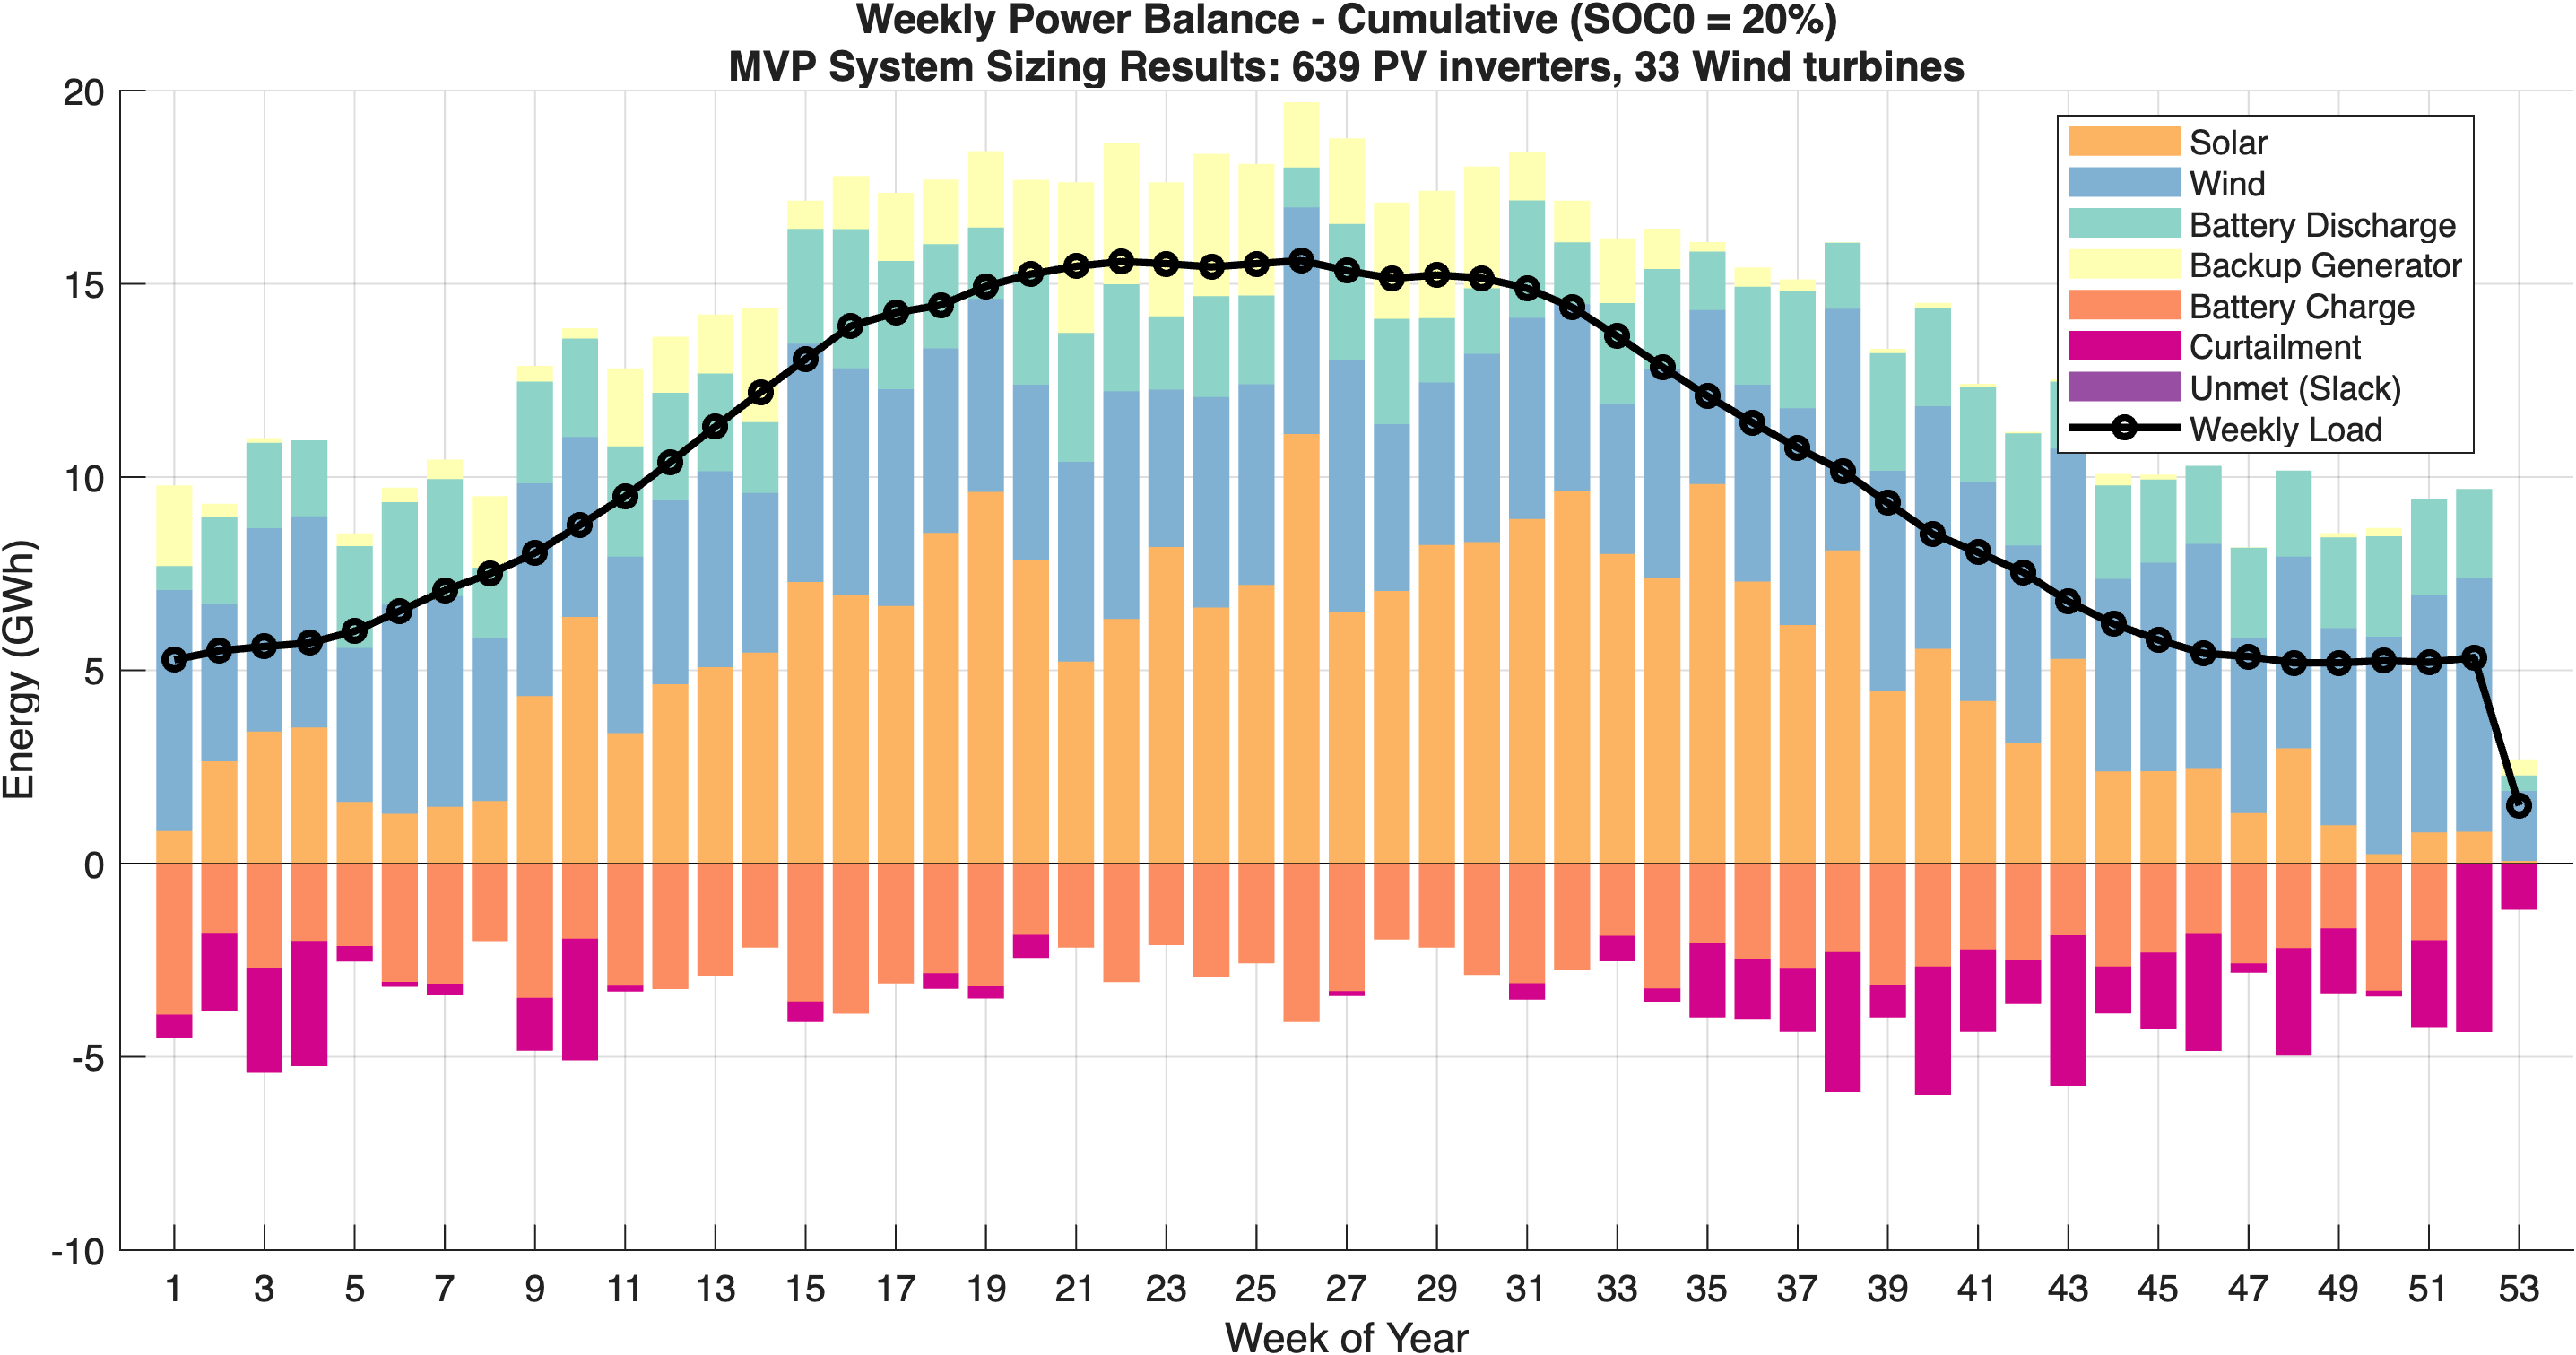 Weekly Power Balance - Cumulative (SOC0 = 20%)
MVP System Sizing Results: 639 PV inverters, 33 Wind turbines
20
15
10
5
0
-5
-10
Energy (GWh)
Solar
Wind
Battery Discharge
Backup Generator
Battery Charge
Curtailment
Unmet (Slack)
Weekly Load
1 3 5 7 9 11 13 15 17 19 21 23 25 27 29 31 33 35 37 39 41 43 45 47 49 51 53
Week of Year